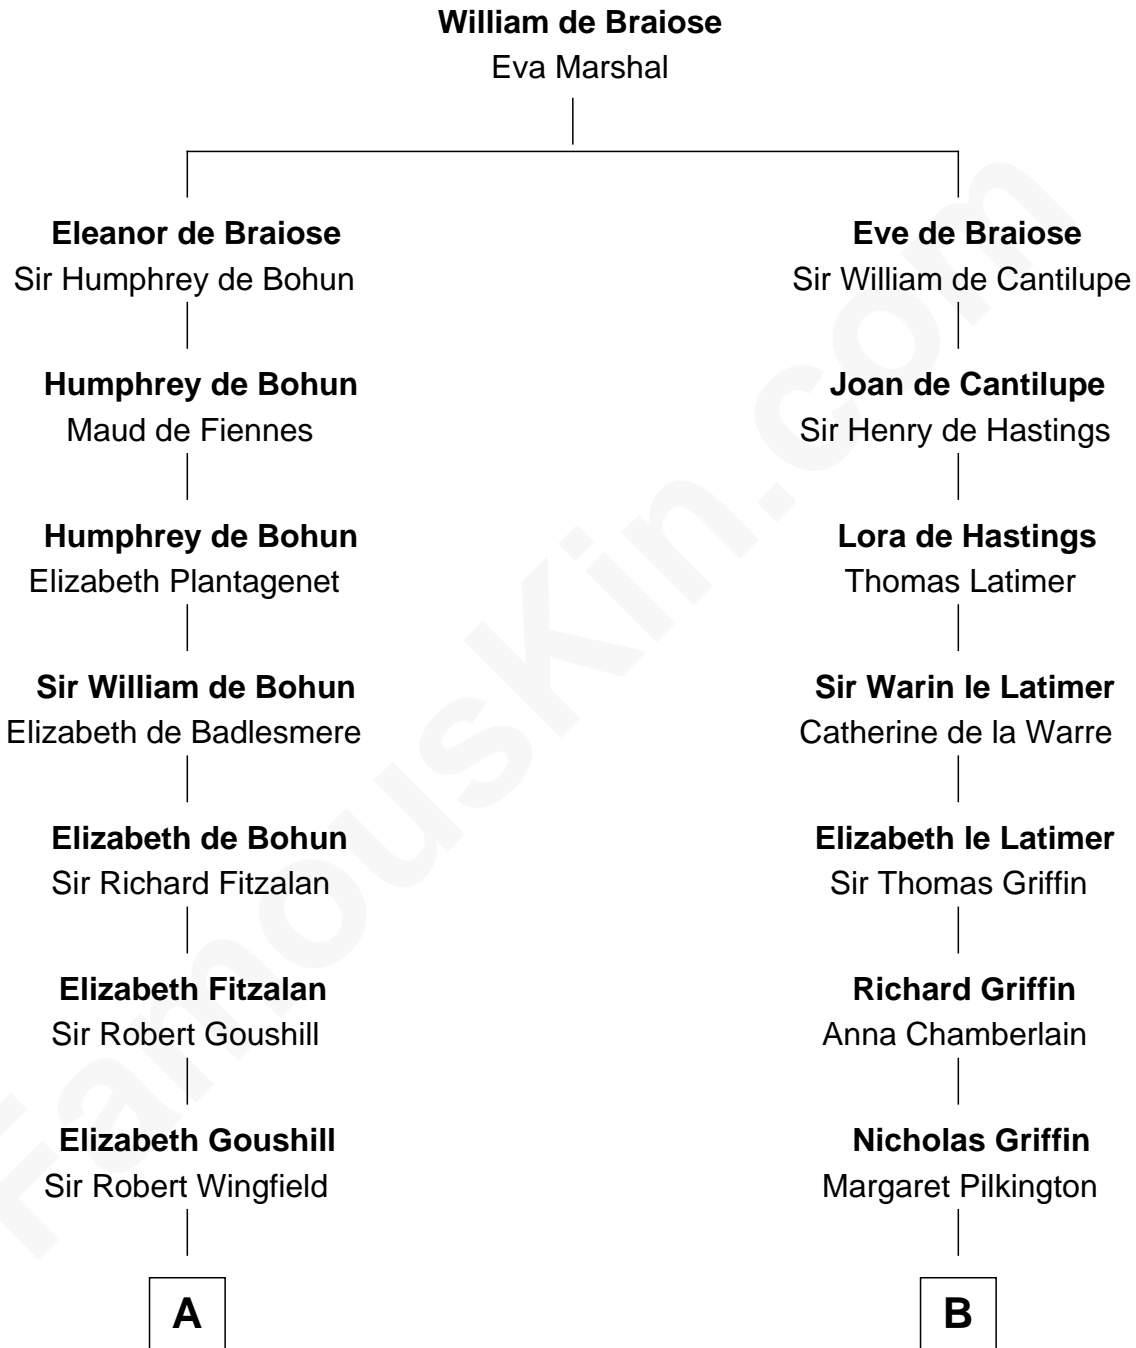 William de Braiose
Eva Marshal
Eleanor de Braiose
Sir Humphrey de Bohun
Eve de Braiose
Sir William de Cantilupe
Humphrey de Bohun
Maud de Fiennes
Joan de Cantilupe
Sir Henry de Hastings
Humphrey de Bohun
Elizabeth Plantagenet
Lora de Hastings
Thomas Latimer
Sir William de Bohun
Elizabeth de Badlesmere
Sir Warin le Latimer
Catherine de la Warre
Elizabeth de Bohun
Sir Richard Fitzalan
Elizabeth le Latimer
Sir Thomas Griffin
Elizabeth Fitzalan
Sir Robert Goushill
Richard Griffin
Anna Chamberlain
Elizabeth Goushill
Sir Robert Wingfield
Nicholas Griffin
Margaret Pilkington
A
B
FamousKin.com